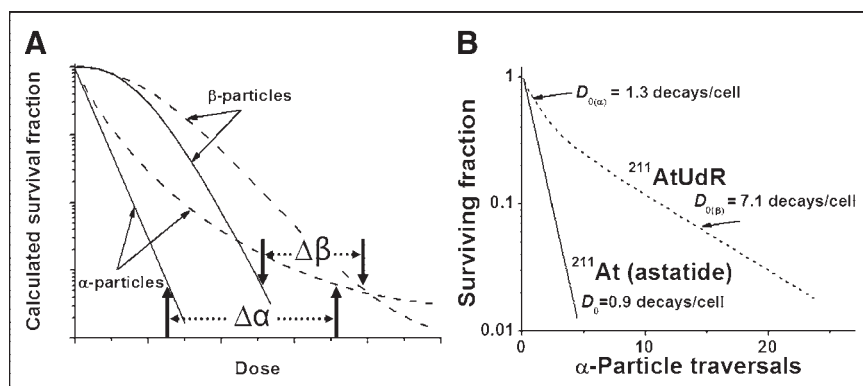 A
Calculated survival fraction
β-particles
α-particles
Δβ
Δα
Dose
B
Surviving fraction
1
0.1
0.01
D0(α) = 1.3 decays/cell
211AtUdR
D0(β) = 7.1 decays/cell
211At (astatide)
D0=0.9 decays/cell
0
10
20
α-Particle traversals